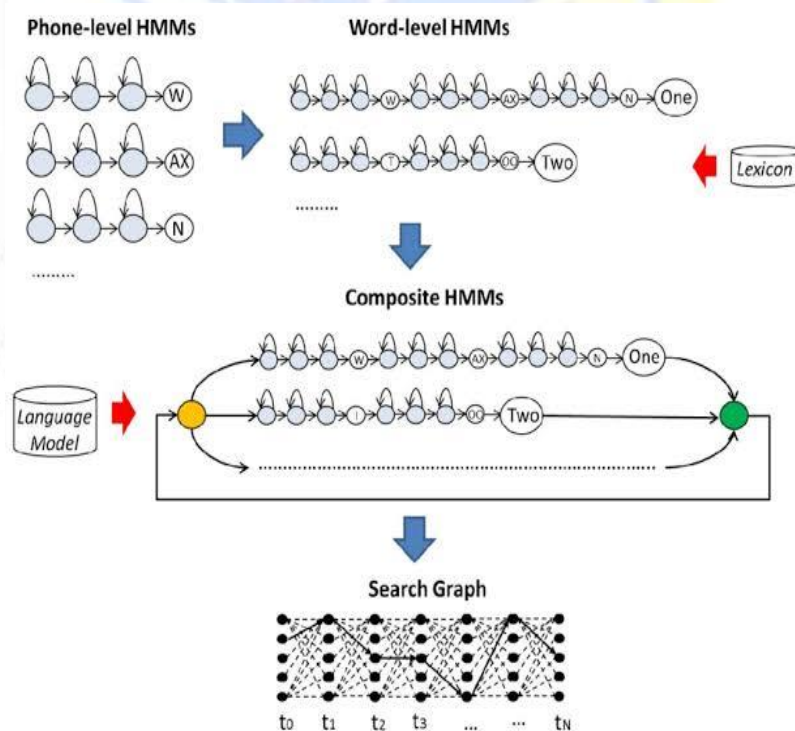 Phone-level HMMs
Word-level HMMs
W
W AX N One
AX
T OO Two
Lexicon
N
.........
.........
Composite HMMs
W AX N One
Language
Model
T OO Two
Search Graph
t0 t1 t2 t3 ... ... tN